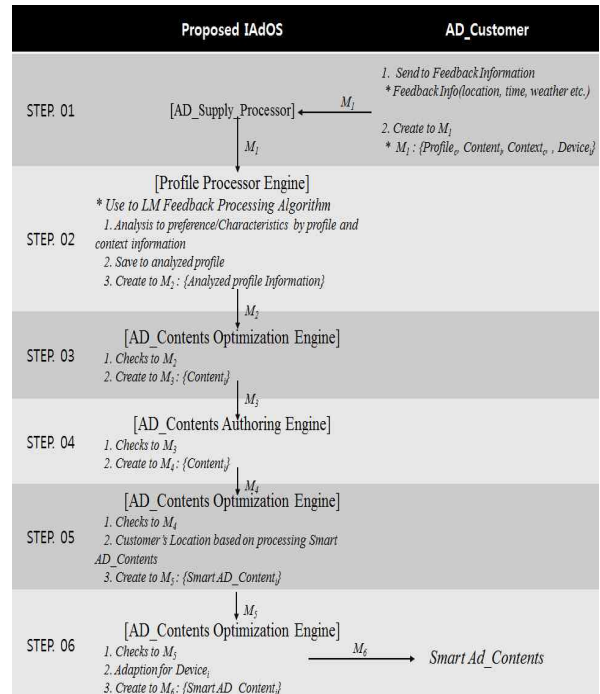 Proposed IAdOS AD_Customer
STEP. 01
1. Send to Feedback Information
* FeedbackInfo(location, time, weather etc.)
[AD_Supply_Processor]
M1
2. Create to M1
* M1 : {Profilec, Contenti, Contextc, , Devicei}
M1
STEP. 02
[Profile Processor Engine]
* Use to LM Feedback Processing Algorithm
1. Analysis to preference/Characteristics by profile and
context information
2. Save to analyzed profile
3. Create to M2 : {Analyzed profile Information}
M2
STEP. 03
[AD_Contents Optimization Engine]
1. Checks to M2
2. Create to M3 : {Contenti}
M3
STEP. 04
[AD_Contents Authoring Engine]
1. Checks to M3
2. Create to M4 : {Contenti}
M4
STEP. 05
[AD_Contents Optimization Engine]
1. Checks to M4
2. Customer's Location based on processing Smart
AD_Contents
3. Create to M5 : {Smart AD_Contenti}
M5
STEP. 06
[AD_Contents Optimization Engine]
1. Checks to M5
2. Adaption for Devicei
3. Create to M6 : {Smart AD_Contenti}
M6
Smart Ad_Contents